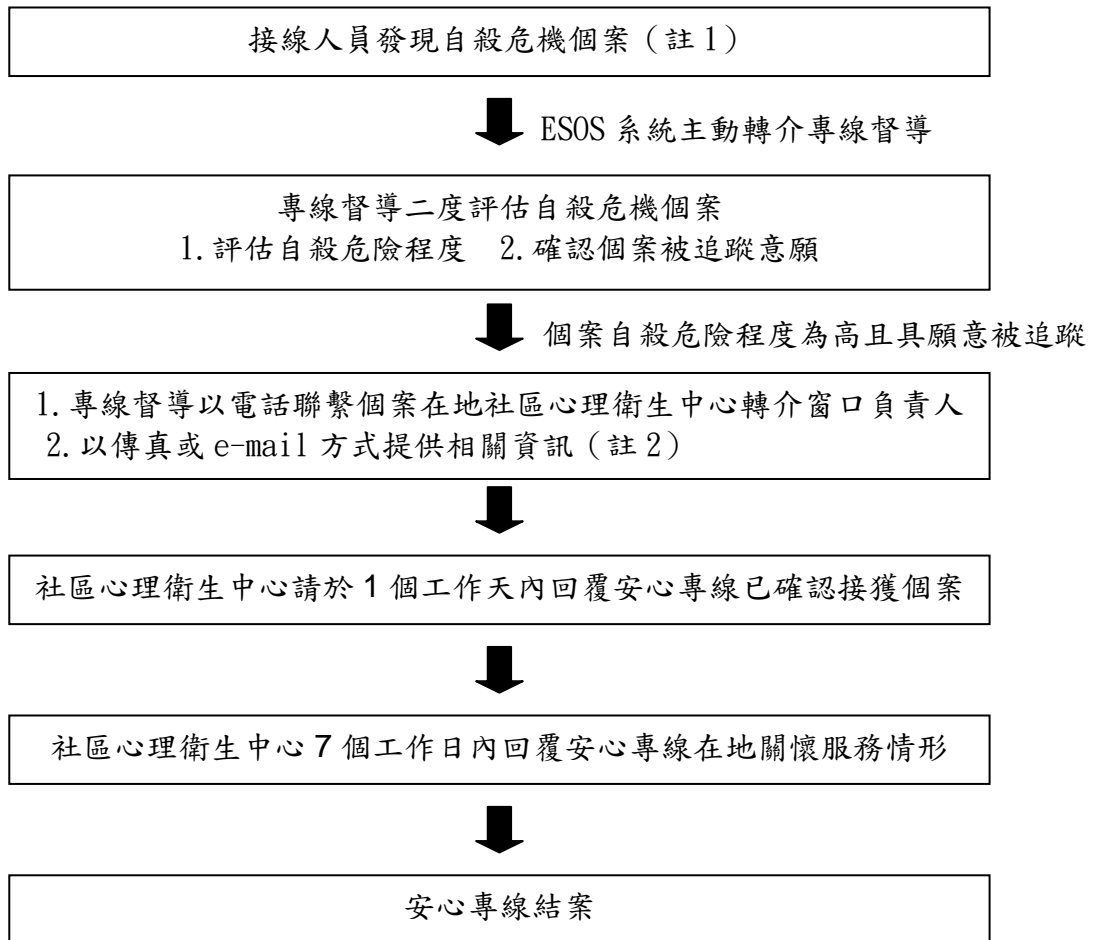 接線人員發現自殺危機個案（註1）
ESOS 系統主動轉介專線督導
專線督導二度評估自殺危機個案
1.評估自殺危險程度　2.確認個案被追蹤意願
個案自殺危險程度為高且具願意被追蹤
1.專線督導以電話聯繫個案在地社區心理衛生中心轉介窗口負責人
2.以傳真或 e-mail 方式提供相關資訊（註2）
社區心理衛生中心請於 1 個工作天內回覆安心專線已確認接獲個案
社區心理衛生中心 7 個工作日內回覆安心專線在地關懷服務情形
安心專線結案